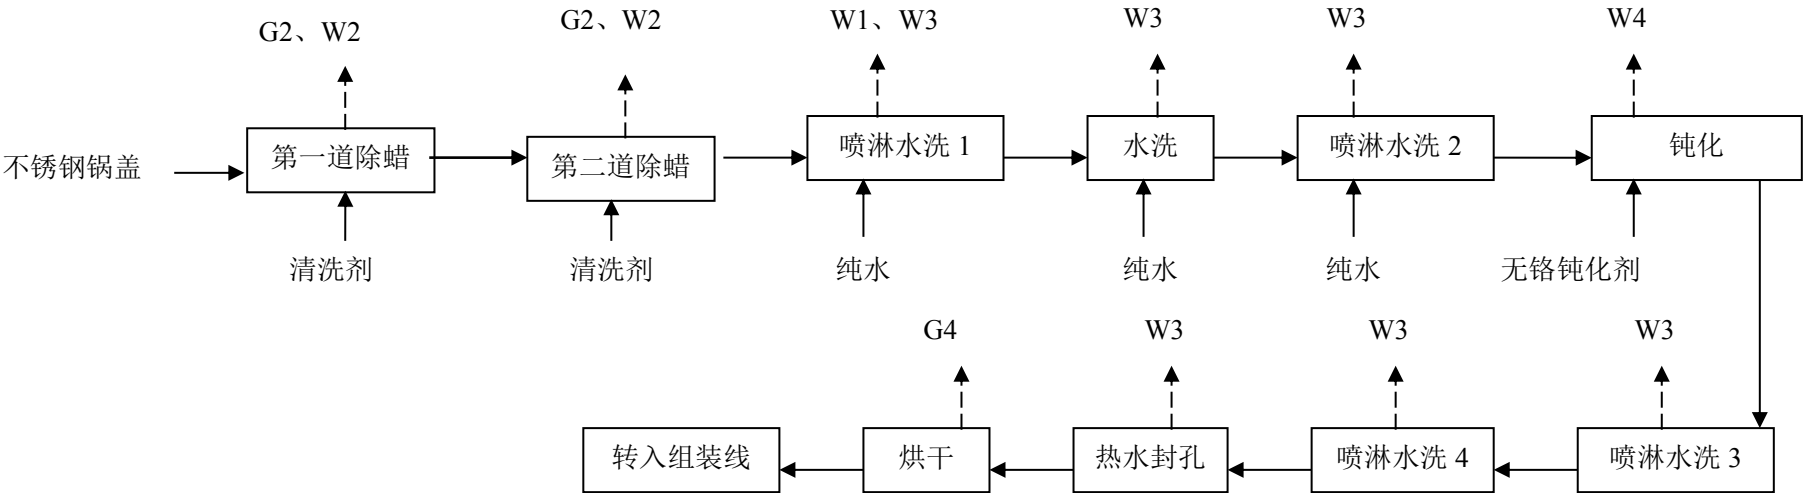 G2、W2
G2、W2
W1、W3
W3
W3
W4
不锈钢锅盖
第一道除蜡
第二道除蜡
喷淋水洗 1
水洗
喷淋水洗 2
钝化
清洗剂
清洗剂
纯水
纯水
纯水
无铬钝化剂
G4
W3
W3
W3
转入组装线
烘干
热水封孔
喷淋水洗 4
喷淋水洗 3